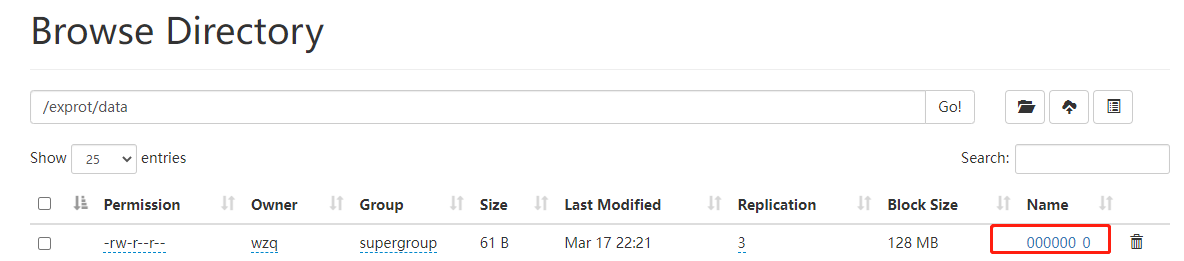 Browse Directory
/exprot/data Go!
Show 25 entries Search:
Permission Owner Group Size Last Modified Replication Block Size Name
-rw-r--r-- wzq supergroup 61 B Mar 17 22:21 3 128 MB 000000_0